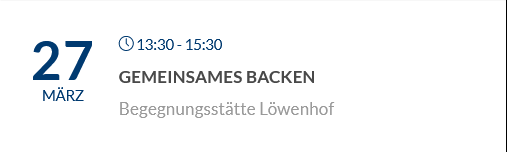 27
MÄRZ
13:30 - 15:30
GEMEINSAMES BACKEN
Begegnungsstätte Löwenhof